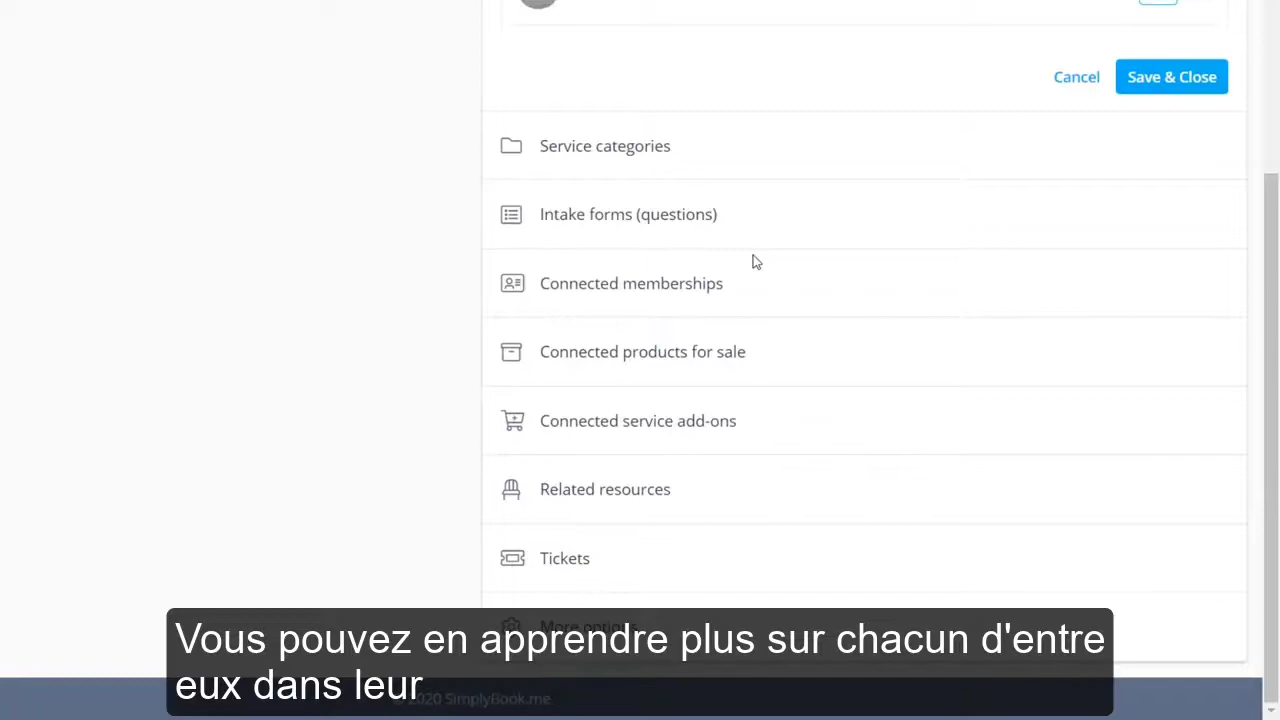 Cancel
Save & Close
Service categories
Intake forms (questions)
Connected memberships
Connected products for sale
Connected service add-ons
Related resources
Tickets
More options
Vous pouvez en apprendre plus sur chacun d'entre
eux dans leur
© 2020 SimplyBook.me